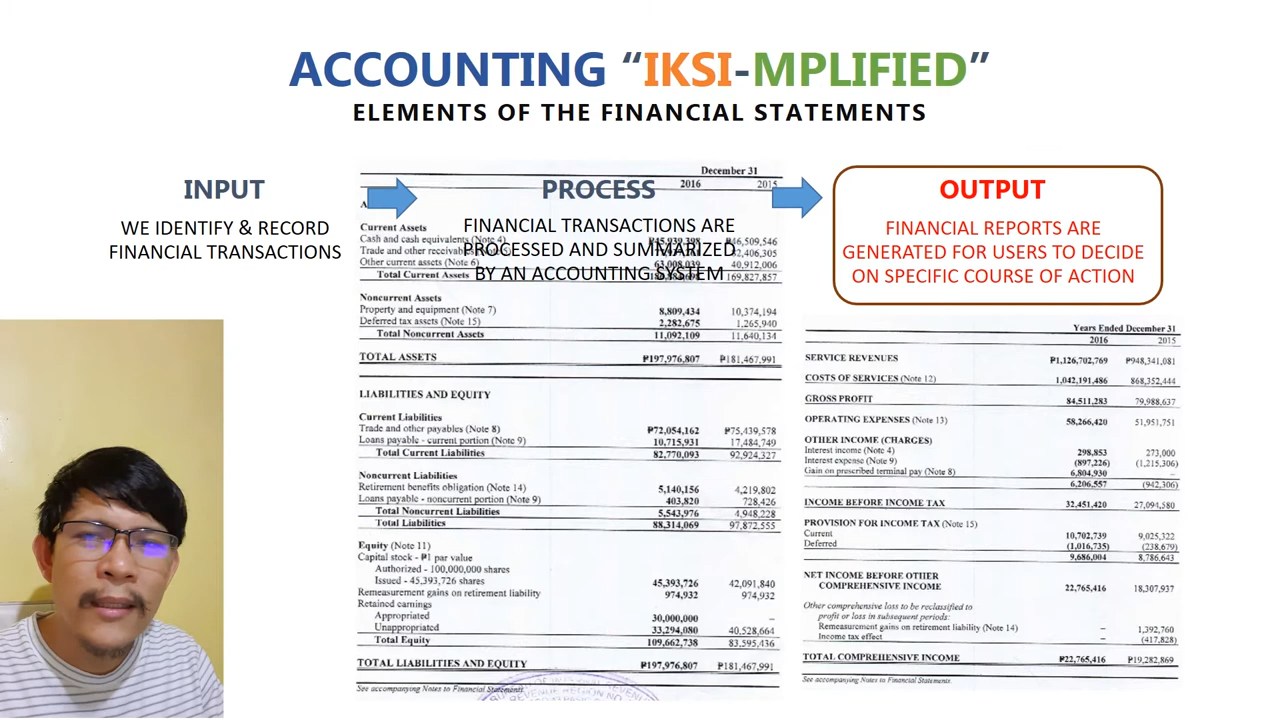 ACCOUNTING “IKSI-MPLIFIED”
ELEMENTS OF THE FINANCIAL STATEMENTS
INPUT
WE IDENTIFY & RECORD
FINANCIAL TRANSACTIONS
PROCESS
FINANCIAL TRANSACTIONS ARE
PROCESSED AND SUMMARIZED
BY AN ACCOUNTING SYSTEM
OUTPUT
FINANCIAL REPORTS ARE
GENERATED FOR USERS TO DECIDE
ON SPECIFIC COURSE OF ACTION
December 31
2016 2015
Current Assets
Cash and cash equivalents (Note 4) ₱46,509,546
Trade and other receivables
Other current assets (Note 6) 63,008,039 40,912,006
Total Current Assets 169,827,857
Noncurrent Assets
Property and equipment (Note 7) 8,809,434 10,374,194
Deferred tax assets (Note 15) 2,282,675 1,265,940
Total Noncurrent Assets 11,092,109 11,640,134
TOTAL ASSETS ₱197,976,807 ₱181,467,991
LIABILITIES AND EQUITY
Current Liabilities
Trade and other payables (Note 8) ₱72,054,162 ₱75,439,578
Loans payable - current portion (Note 9) 10,715,931 17,484,749
Total Current Liabilities 82,770,093 92,924,327
Noncurrent Liabilities
Retirement benefits obligation (Note 14) 5,140,156 4,219,802
Loans payable - noncurrent portion (Note 9) 403,820 728,426
Total Noncurrent Liabilities 5,543,976 4,948,228
Total Liabilities 88,314,069 97,872,555
Equity (Note 11)
Capital stock - ₱1 par value
Authorized - 100,000,000 shares
Issued - 45,393,726 shares 45,393,726 42,091,840
Remeasurement gains on retirement liability 974,932 974,932
Retained earnings
Appropriated 30,000,000 –
Unappropriated 33,294,080 40,528,664
Total Equity 109,662,738 83,595,436
TOTAL LIABILITIES AND EQUITY ₱197,976,807 ₱181,467,991
See accompanying Notes to Financial Statements.
Years Ended December 31
2016 2015
SERVICE REVENUES ₱1,126,702,769 ₱948,341,081
COSTS OF SERVICES (Note 12) 1,042,191,486 868,352,444
GROSS PROFIT 84,511,283 79,988,637
OPERATING EXPENSES (Note 13) 58,266,420 51,951,751
OTHER INCOME (CHARGES)
Interest income (Note 4) 298,853 273,000
Interest expense (Note 9) (897,226) (1,215,306)
Gain on prescribed terminal pay (Note 8) 6,804,930 –
6,206,557 (942,306)
INCOME BEFORE INCOME TAX 32,451,420 27,094,580
PROVISION FOR INCOME TAX (Note 15)
Current 10,702,739 9,025,322
Deferred (1,016,735) (238,679)
9,686,004 8,786,643
NET INCOME BEFORE OTHER
COMPREHENSIVE INCOME 22,765,416 18,307,937
Other comprehensive loss to be reclassified to
profit or loss in subsequent periods:
Remeasurement gains on retirement liability (Note 14) – 1,392,760
Income tax effect – (417,828)
TOTAL COMPREHENSIVE INCOME ₱22,765,416 ₱19,282,869
See accompanying Notes to Financial Statements.